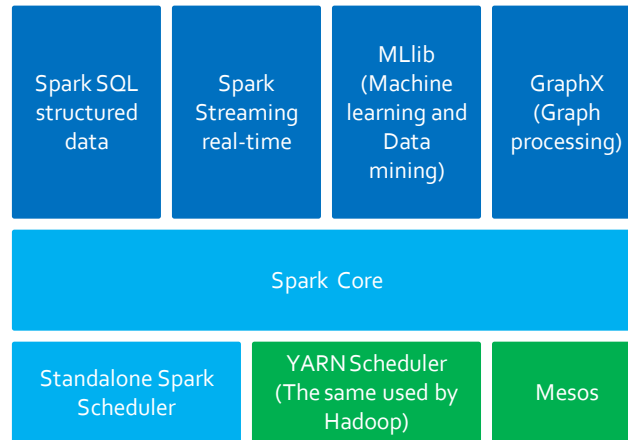 Spark SQL
structured
data
Spark
Streaming
real-time
MLlib
(Machine
learning and
Data
mining)
GraphX
(Graph
processing)
Spark Core
Standalone Spark
Scheduler
YARN Scheduler
(The same used by
Hadoop)
Mesos